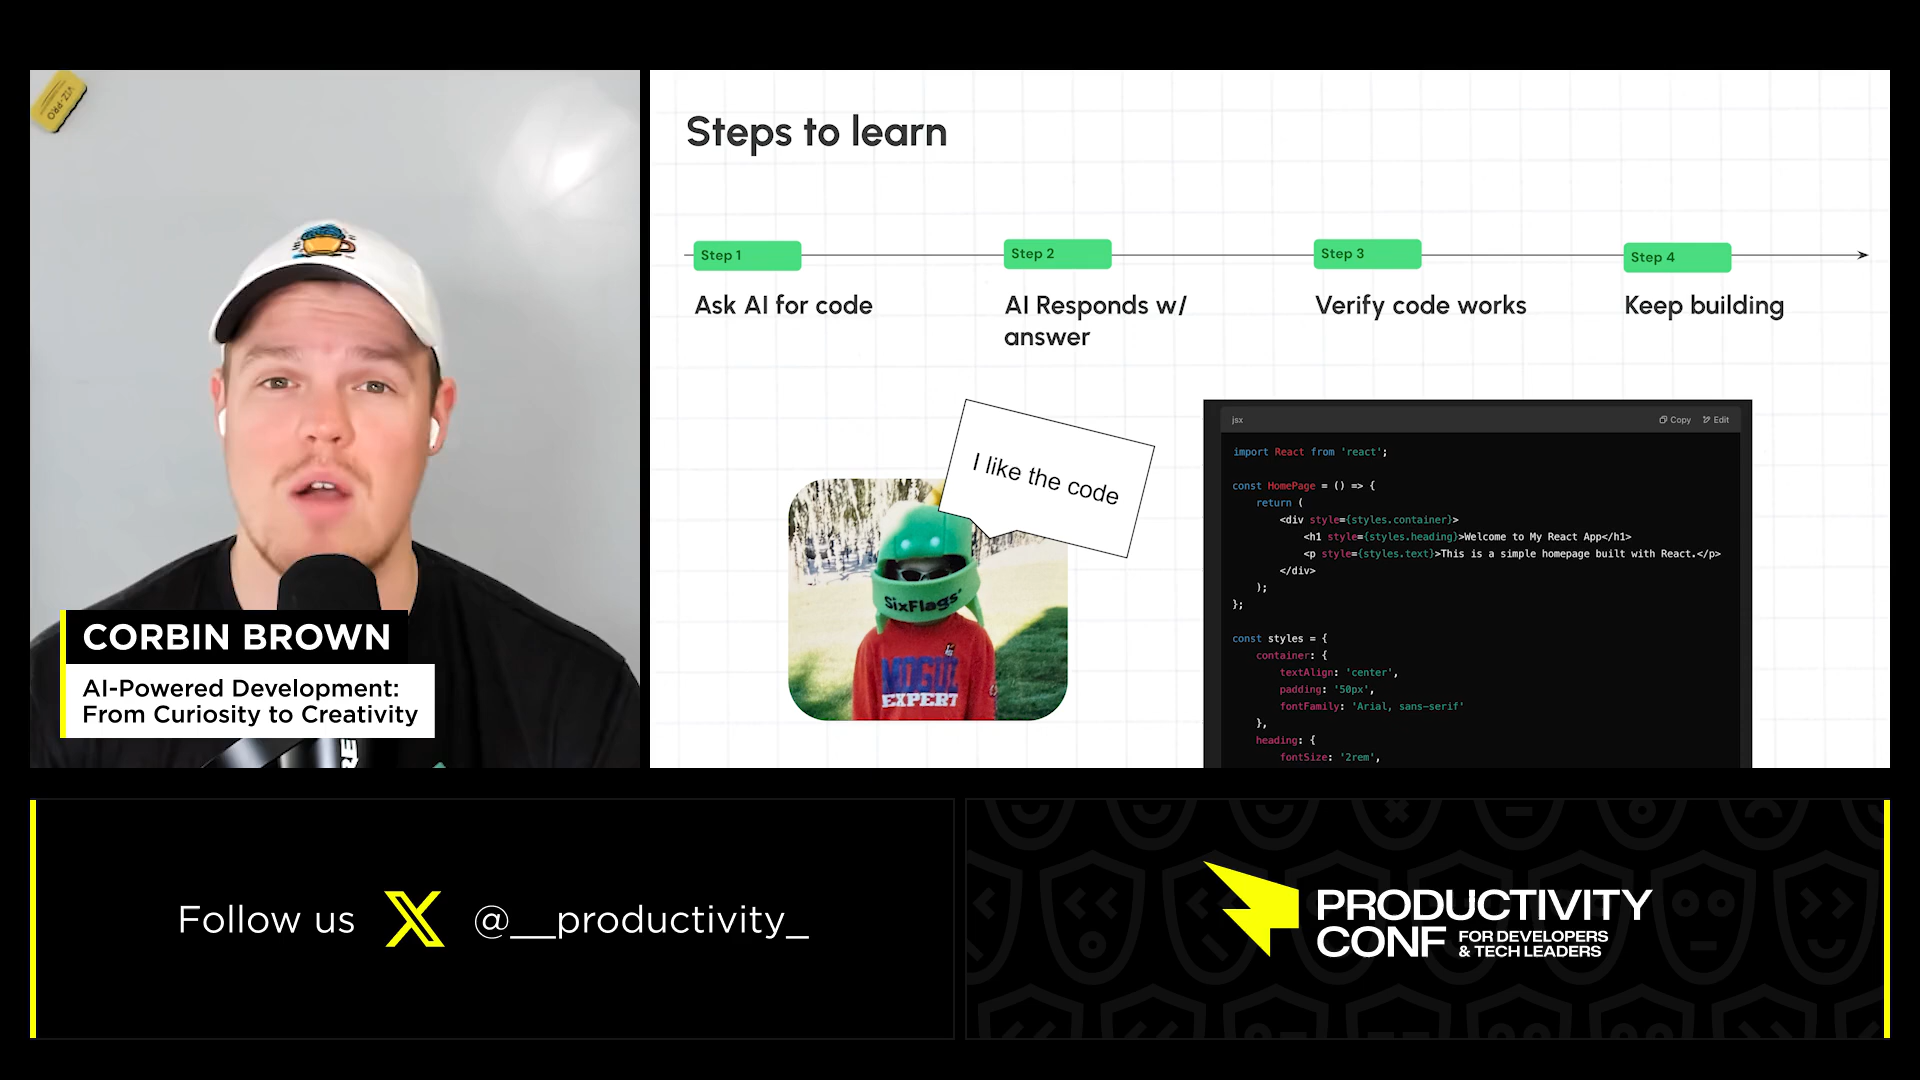 VIZ-PRO
CORBIN BROWN
AI-Powered Development:
From Curiosity to Creativity
Steps to learn
Step 1
Step 2
Step 3
Step 4
Ask AI for code
AI Responds w/
answer
Verify code works
Keep building
I like the code
SixFlags
MOGUL
EXPERT
jsx
Copy
Edit
import React from 'react';
const HomePage = () => {
return (
<div style={styles.container}>
<h1 style={styles.heading}>Welcome to My React App</h1>
<p style={styles.text}>This is a simple homepage built with React.</p>
</div>
);
};
const styles = {
container: {
textAlign: 'center',
padding: '50px',
fontFamily: 'Arial, sans-serif'
},
heading: {
fontSize: '2rem',
Follow us
@__productivity_
PRODUCTIVITY
CONF FOR DEVELOPERS
& TECH LEADERS